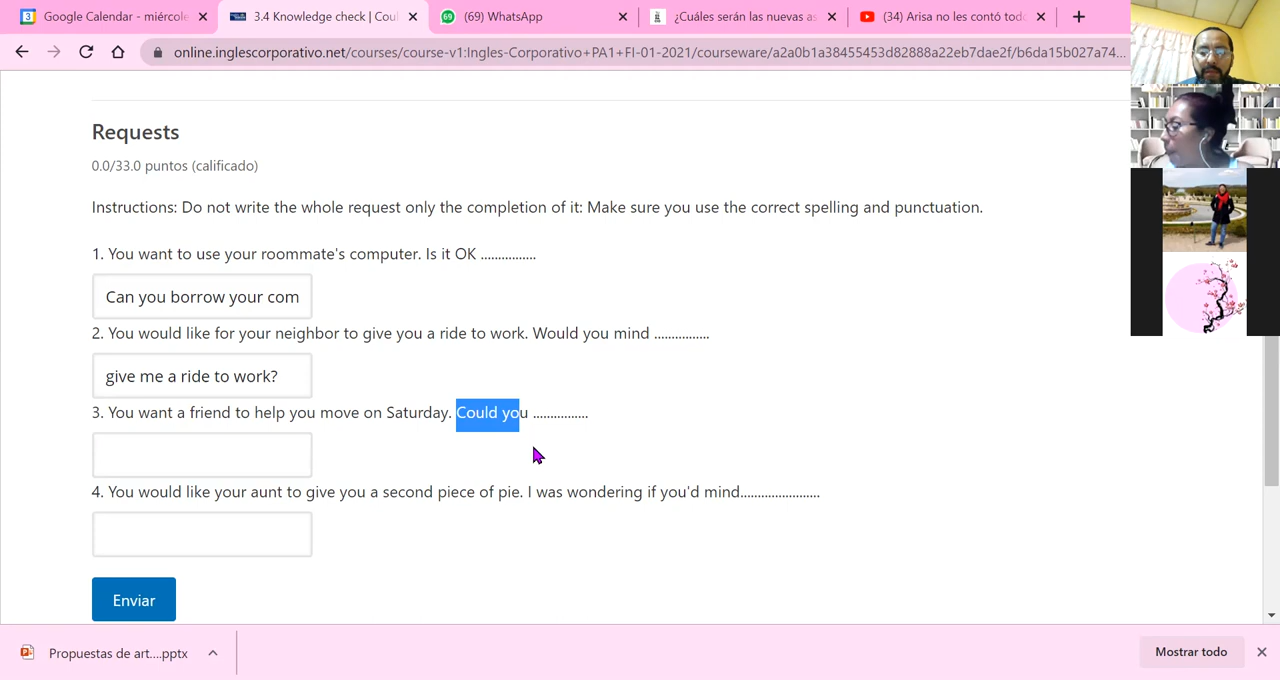 Google Calendar - miércole
3.4 Knowledge check | Coul
(69) WhatsApp
¿Cuáles serán las nuevas as
(34) Arisa no les contó todo
online.inglescorporativo.net/courses/course-v1:Ingles-Corporativo+PA1+FI-01-2021/courseware/a2a0b1a38455453d82888a22eb7dae2f/b6da15b027a74...
Requests
0.0/33.0 puntos (calificado)
Instructions: Do not write the whole request only the completion of it: Make sure you use the correct spelling and punctuation.
1. You want to use your roommate's computer. Is it OK ................
Can you borrow your com
2. You would like for your neighbor to give you a ride to work. Would you mind ................
give me a ride to work?
3. You want a friend to help you move on Saturday. Could you ................
4. You would like your aunt to give you a second piece of pie. I was wondering if you'd mind.......................
Enviar
Propuestas de art....pptx
Mostrar todo